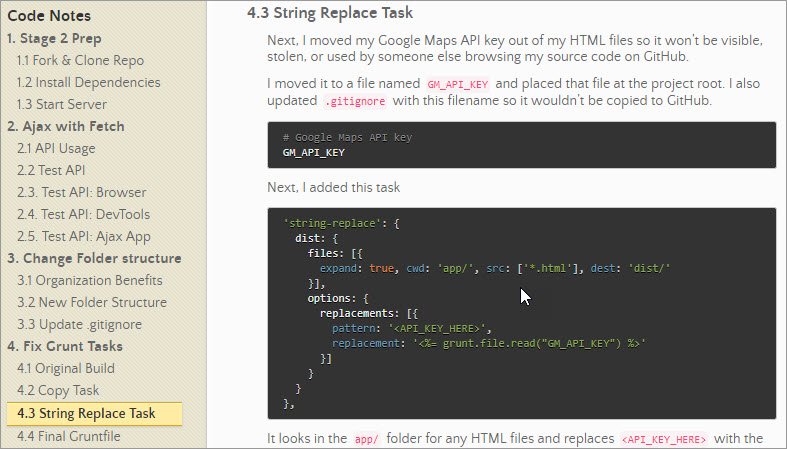 Code Notes
1. Stage 2 Prep
1.1 Fork & Clone Repo
1.2 Install Dependencies
1.3 Start Server
2. Ajax with Fetch
2.1 API Usage
2.2 Test API
2.3. Test API: Browser
2.4. Test API: DevTools
2.5. Test API: Ajax App
3. Change Folder structure
3.1 Organization Benefits
3.2 New Folder Structure
3.3 Update .gitignore
4. Fix Grunt Tasks
4.1 Original Build
4.2 Copy Task
4.3 String Replace Task
4.4 Final Gruntfile
4.3 String Replace Task
Next, I moved my Google Maps API key out of my HTML files so it won't be visible,
stolen, or used by someone else browsing my source code on GitHub.
I moved it to a file named GM_API_KEY and placed that file at the project root. I also
updated .gitignore with this filename so it wouldn't be copied to GitHub.
# Google Maps API key
GM_API_KEY
Next, I added this task
'string-replace': {
dist: {
files: [{
expand: true, cwd: 'app/', src: ['*.html'], dest: 'dist/'
}],
options: {
replacements: [{
pattern: '<API_KEY_HERE>',
replacement: '<%= grunt.file.read("GM_API_KEY") %>'
}]
}
}
},
It looks in the app/ folder for any HTML files and replaces <API_KEY_HERE> with the